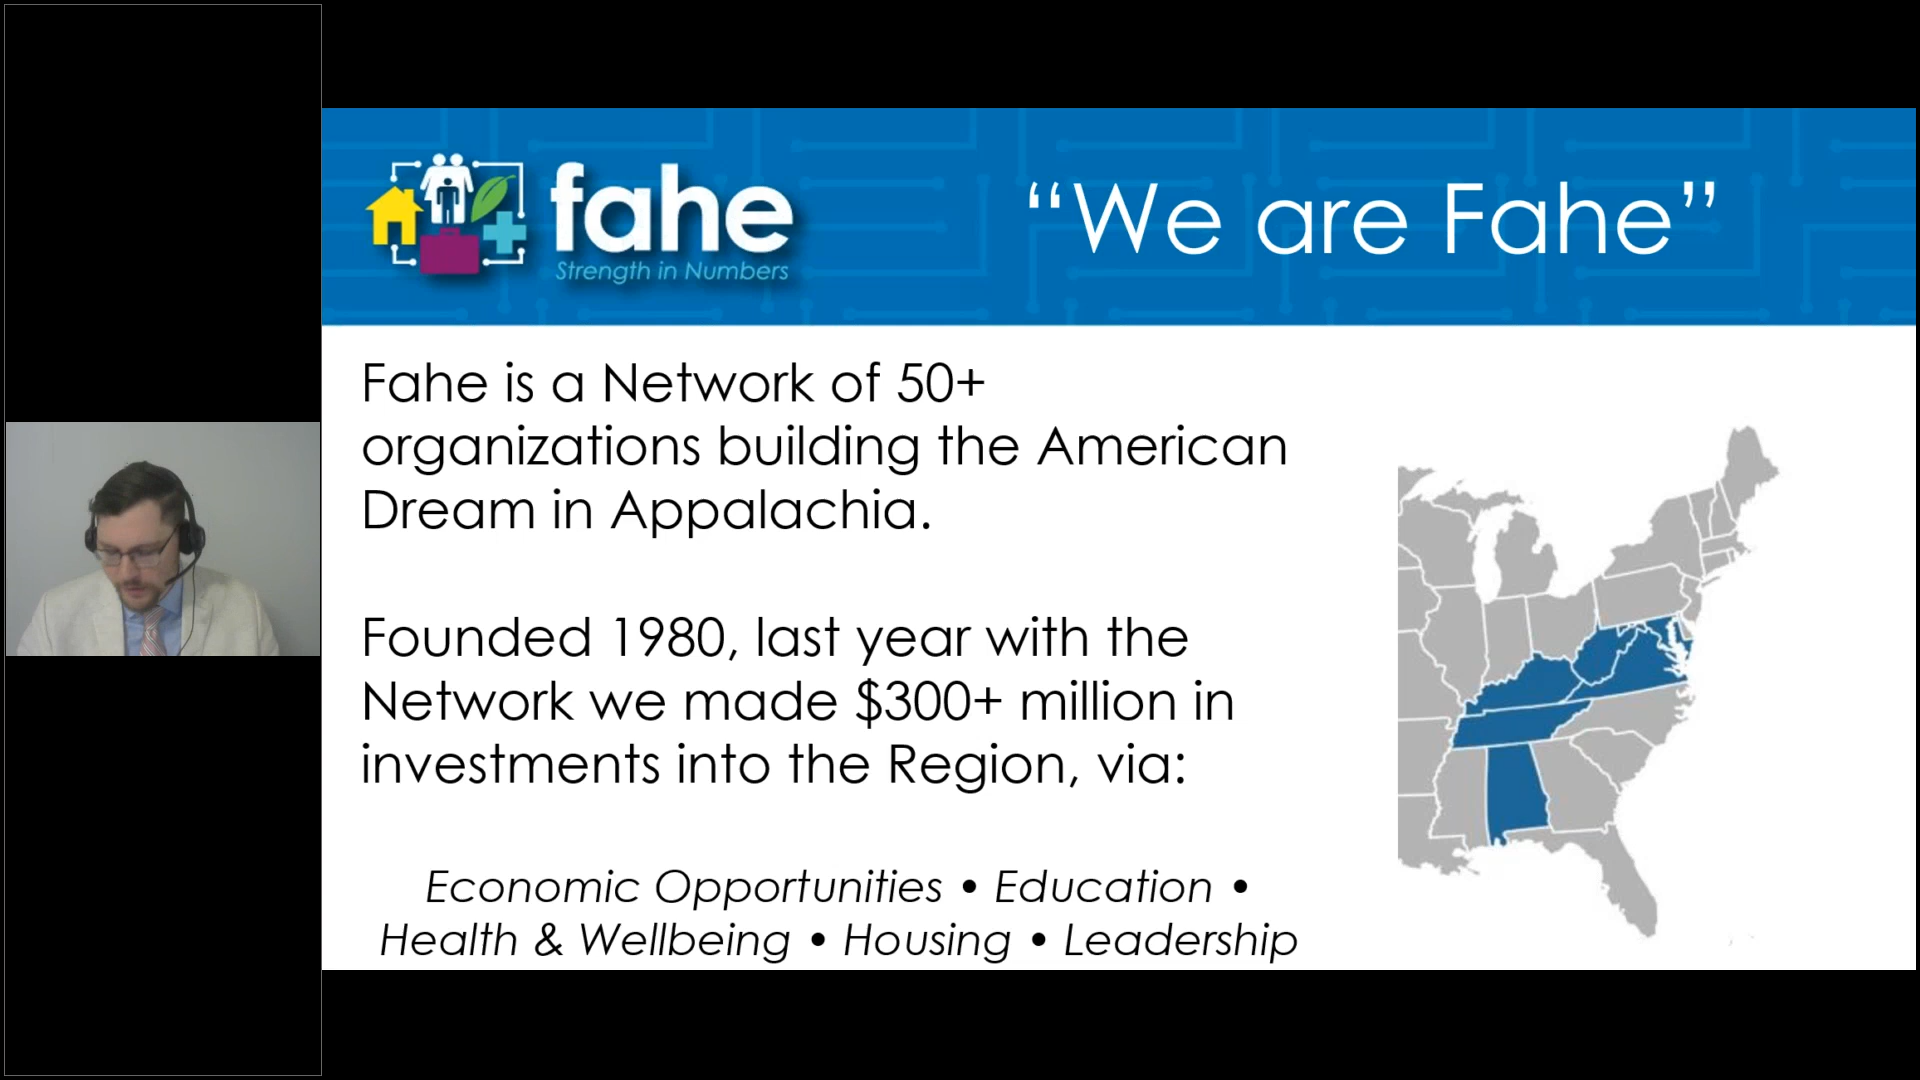 fahe
Strength in Numbers
“We are Fahe”
Fahe is a Network of 50+
organizations building the American
Dream in Appalachia.
Founded 1980, last year with the
Network we made $300+ million in
investments into the Region, via:
Economic Opportunities • Education •
Health & Wellbeing • Housing • Leadership